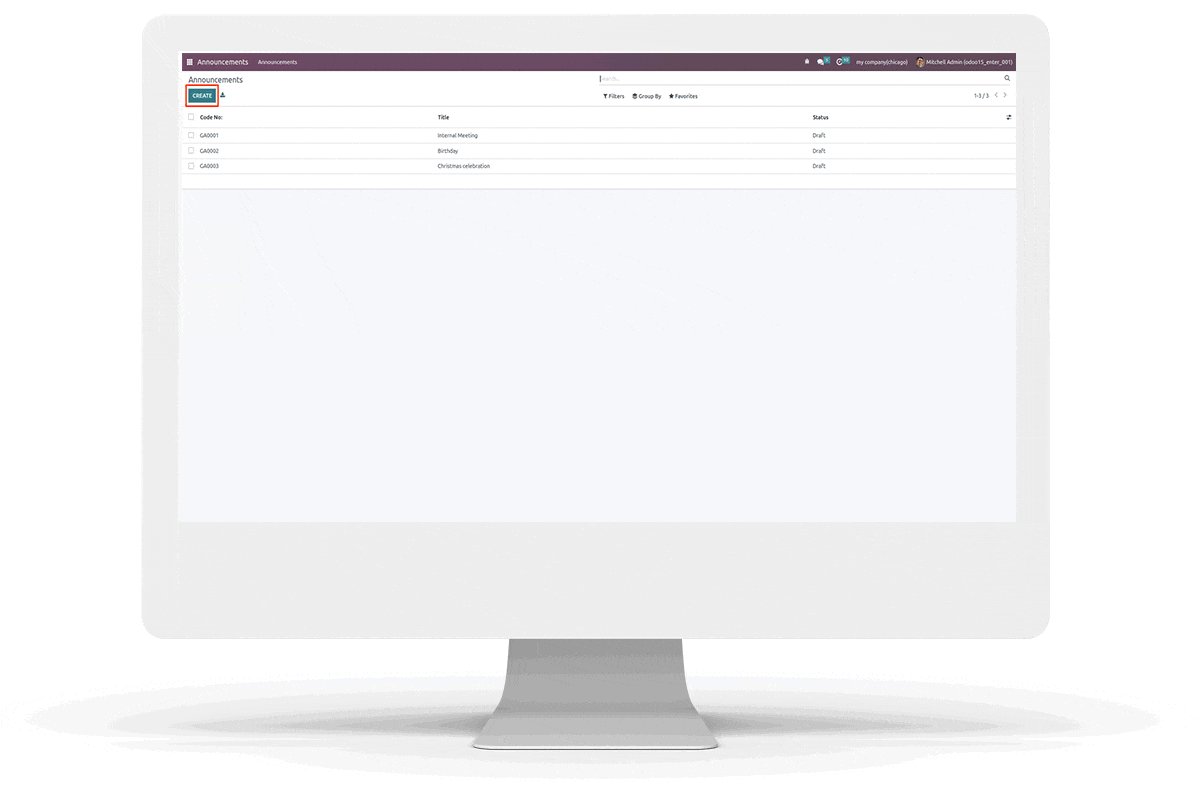 Announcements Announcements my company(chicago) Mitchell Admin (odoo15_enter_001)
Announcements Search...
CREATE Filters Group By Favorites 1-3 / 3
Code No: Title Status
GA0001 Internal Meeting Draft
GA0002 Birthday Draft
GA0003 Christmas celebration Draft